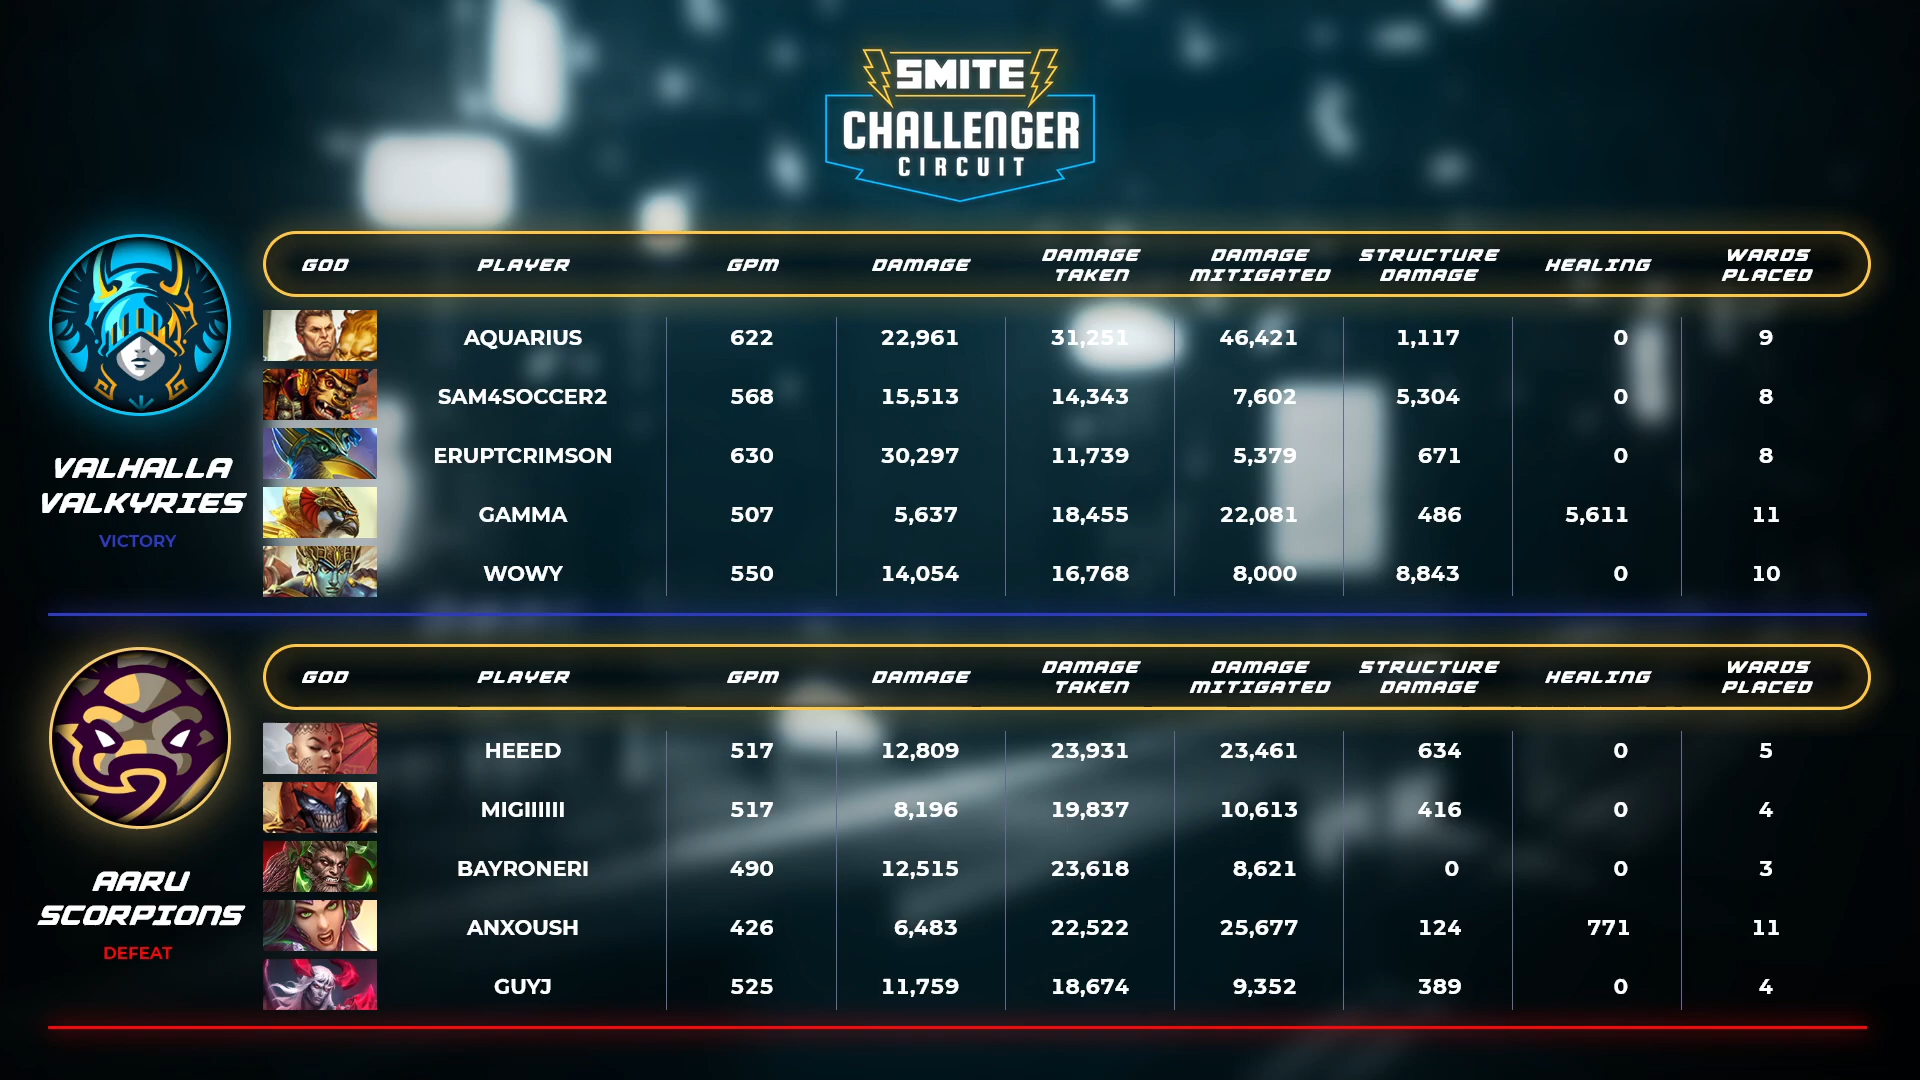 SMITE
CHALLENGER
CIRCUIT
GOD PLAYER GPM DAMAGE DAMAGE TAKEN DAMAGE MITIGATED STRUCTURE DAMAGE HEALING WARDS PLACED
AQUARIUS 622 22,961 31,251 46,421 1,117 0 9
SAM4SOCCER2 568 15,513 14,343 7,602 5,304 0 8
ERUPTCRIMSON 630 30,297 11,739 5,379 671 0 8
GAMMA 507 5,637 18,455 22,081 486 5,611 11
WOWY 550 14,054 16,768 8,000 8,843 0 10
VALHALLA
VALKYRIES
VICTORY
GOD PLAYER GPM DAMAGE DAMAGE TAKEN DAMAGE MITIGATED STRUCTURE DAMAGE HEALING WARDS PLACED
HEEED 517 12,809 23,931 23,461 634 0 5
MIGIIIIII 517 8,196 19,837 10,613 416 0 4
BAYRONERI 490 12,515 23,618 8,621 0 0 3
ANXOUSH 426 6,483 22,522 25,677 124 771 11
GUYJ 525 11,759 18,674 9,352 389 0 4
AARU
SCORPIONS
DEFEAT